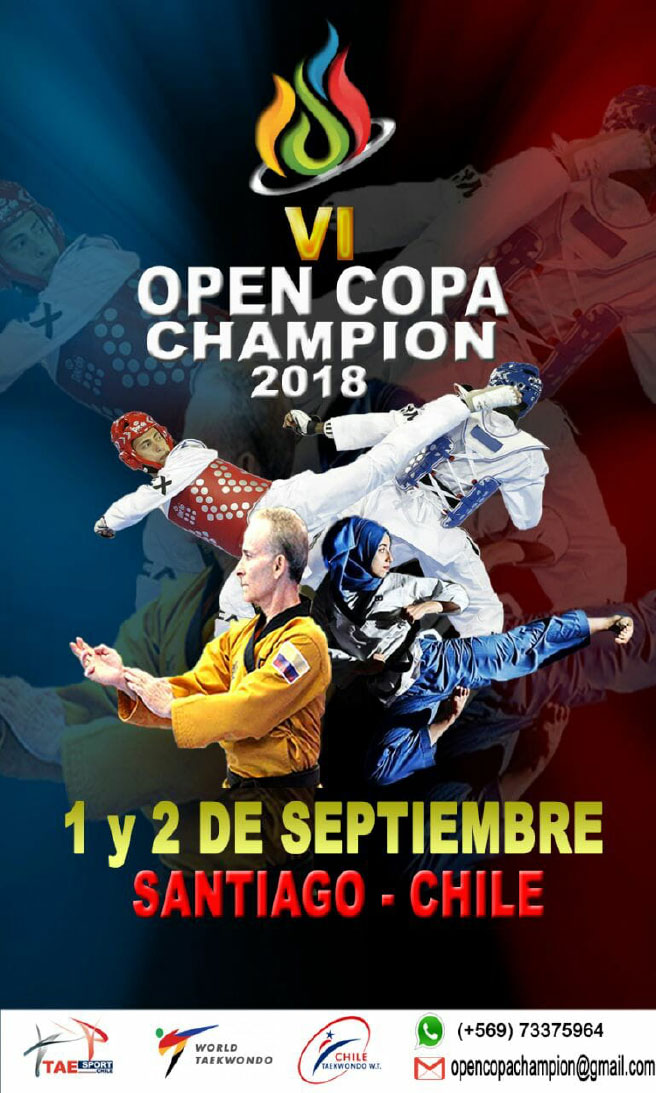 VI
OPEN COPA
CHAMPION
2018
1 y 2 DE SEPTIEMBRE
SANTIAGO - CHILE
TAE SPORT
CHILE
WORLD
TAEKWONDO
CHILE
TAEKWONDO W.T.
(+569) 73375964
opencopachampion@gmail.com